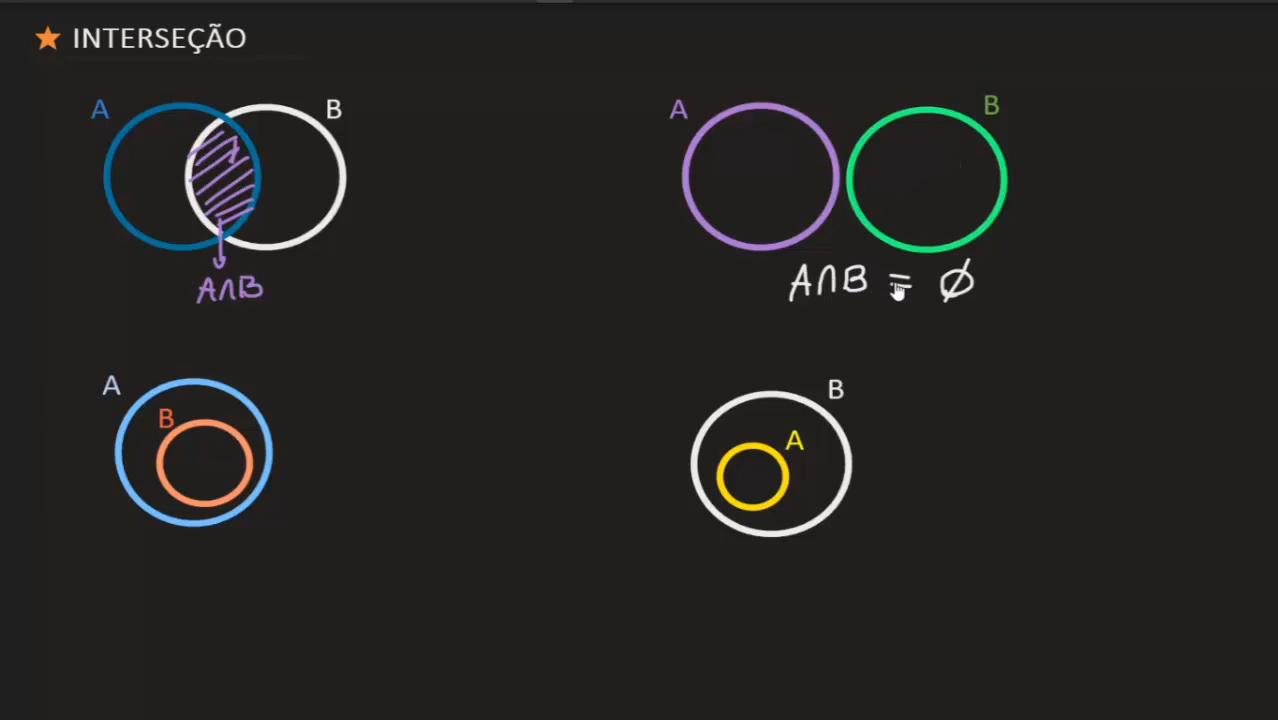 INTERSEÇÃO
A B
A B
A∩B
A∩B = ∅
A
B
B
A